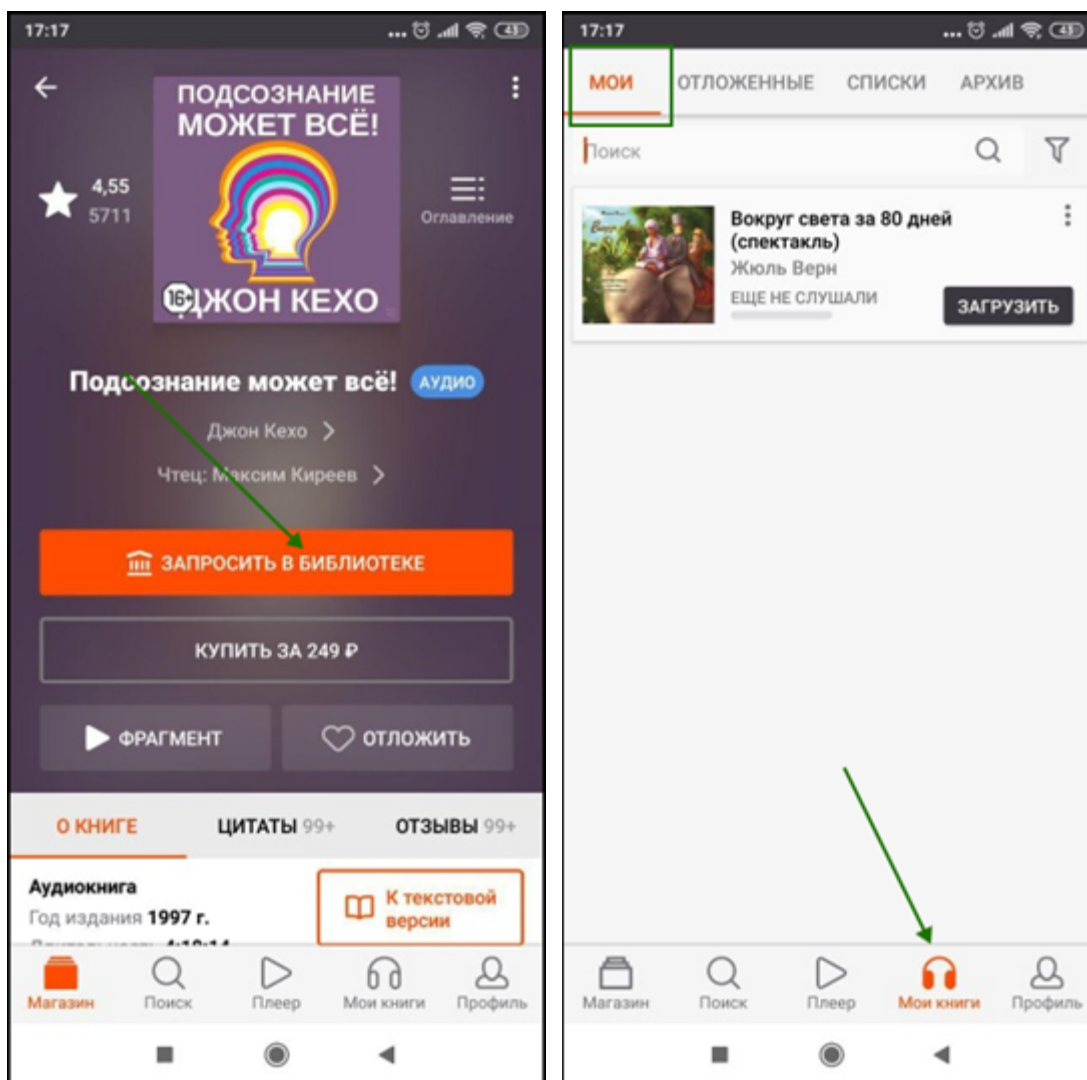 17:17
43
ПОДСОЗНАНИЕ
МОЖЕТ ВСЁ!
4,55
5711
Оглавление
16+
ДЖОН КЕХО
Подсознание может всё! АУДИО
Джон Кехо
Чтец: Максим Киреев
ЗАПРОСИТЬ В БИБЛИОТЕКЕ
КУПИТЬ ЗА 249 ₽
ФРАГМЕНТ
ОТЛОЖИТЬ
О КНИГЕ ЦИТАТЫ 99+ ОТЗЫВЫ 99+
Аудиокнига
Год издания 1997 г.
К текстовой
версии
Магазин Поиск Плеер Мои книги Профиль
17:17
43
МОИ ОТЛОЖЕННЫЕ СПИСКИ АРХИВ
Поиск
Вокруг света за 80 дней
(спектакль)
Жюль Верн
ЕЩЕ НЕ СЛУШАЛИ
ЗАГРУЗИТЬ
Магазин Поиск Плеер Мои книги Профиль